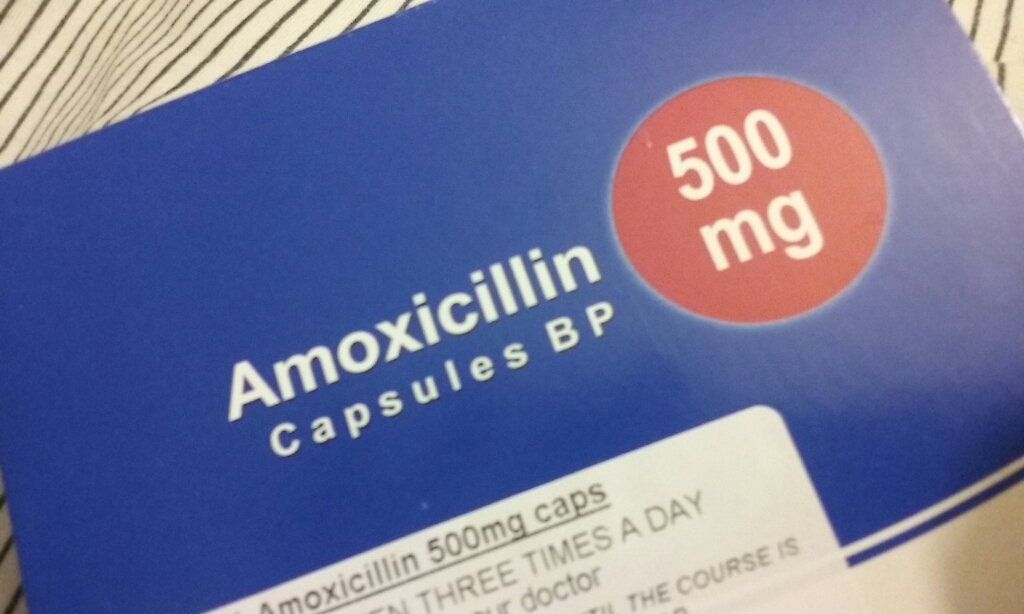 500
mg
Amoxicillin
Capsules BP
Amoxicillin 500mg caps
THREE TIMES A DAY
doctor
THE COURSE IS